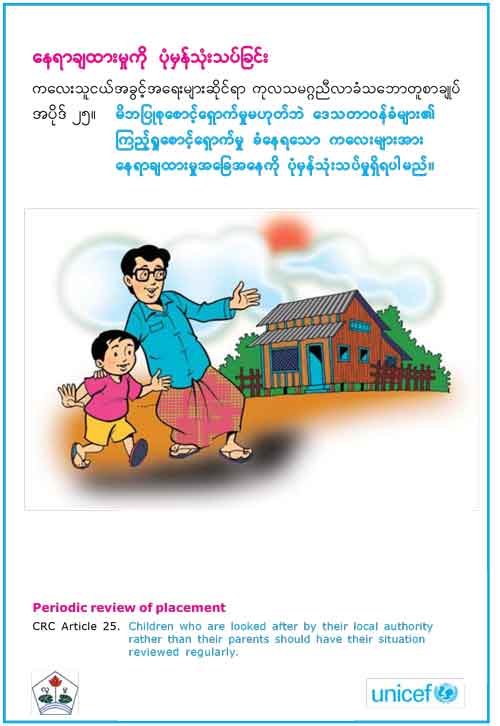 နေရာချထားမှုကို ပုံမှန်သုံးသပ်ခြင်း
ကလေးသူငယ်အခွင့်အရေးများဆိုင်ရာ ကုလသမဂ္ဂညီလာခံသဘောတူစာချုပ်
အပိုဒ် ၂၅။ မိဘပြုစုစောင့်ရှောက်မှုမဟုတ်ဘဲ ဒေသတာဝန်ခံများ၏
ကြည့်ရှုစောင့်ရှောက်မှု ခံနေရသော ကလေးများအား
နေရာချထားမှုအခြေအနေကို ပုံမှန်သုံးသပ်မှုရှိရပါမည်။
Periodic review of placement
CRC Article 25. Children who are looked after by their local authority
rather than their parents should have their situation
reviewed regularly.
unicef